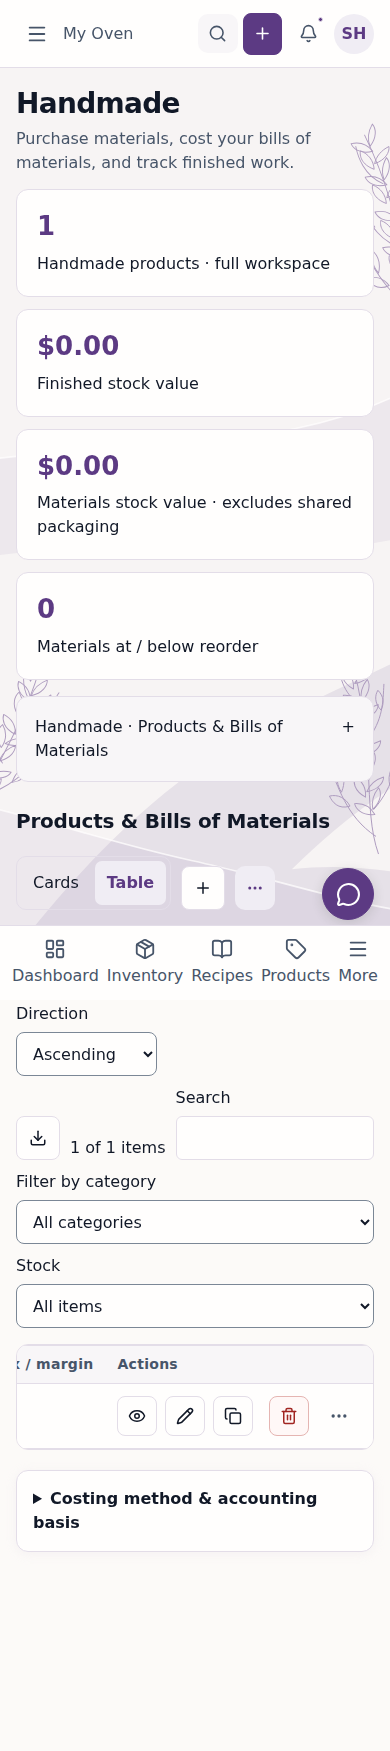 My Oven
SH
Handmade
Purchase materials, cost your bills of
materials, and track finished work.
1
Handmade products · full workspace
$0.00
Finished stock value
$0.00
Materials stock value · excludes shared
packaging
0
Materials at / below reorder
Handmade · Products & Bills of
Materials
+
Products & Bills of Materials
Cards
Table
+
Dashboard
Inventory
Recipes
Products
More
Direction
Ascending
Search
1 of 1 items
Filter by category
All categories
Stock
All items
/ margin
Actions
Costing method & accounting
basis